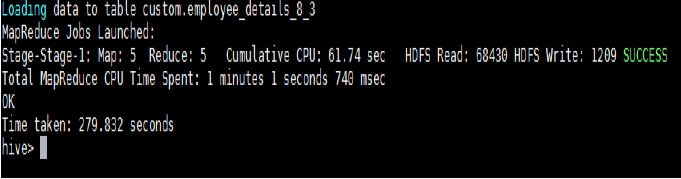 Loading data to table custom.employee_details_8_3
MapReduce Jobs Launched:
Stage-Stage-1: Map: 5  Reduce: 5   Cumulative CPU: 61.74 sec   HDFS Read: 68430 HDFS Write: 1209 SUCCESS
Total MapReduce CPU Time Spent: 1 minutes 1 seconds 740 msec
OK
Time taken: 279.832 seconds
hive>